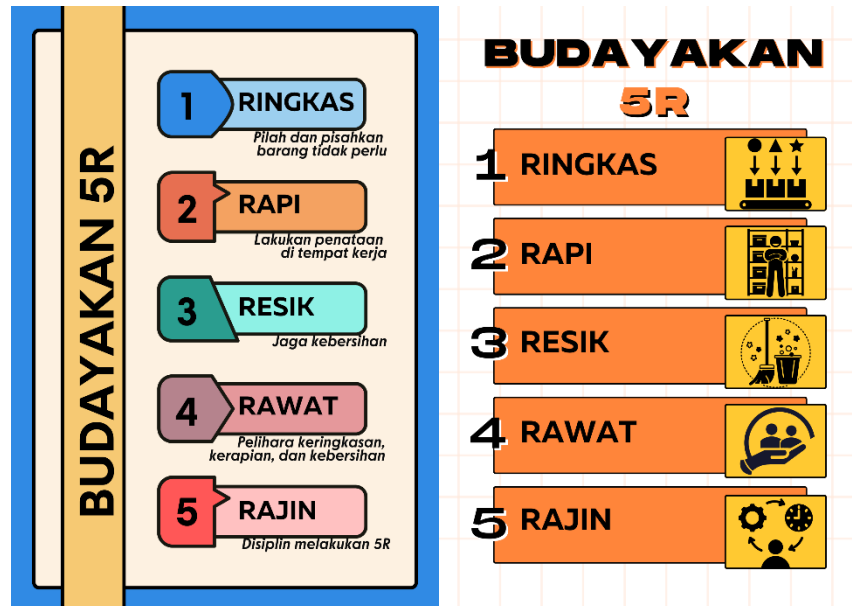 BUDAYAKAN 5R
1 RINGKAS
Pilah dan pisahkan
barang tidak perlu
2 RAPI
Lakukan penataan
di tempat kerja
3 RESIK
Jaga kebersihan
4 RAWAT
Pelihara keringkasan,
kerapian, dan kebersihan
5 RAJIN
Disiplin melakukan 5R
BUDAYAKAN
5R
1 RINGKAS
2 RAPI
3 RESIK
4 RAWAT
5 RAJIN